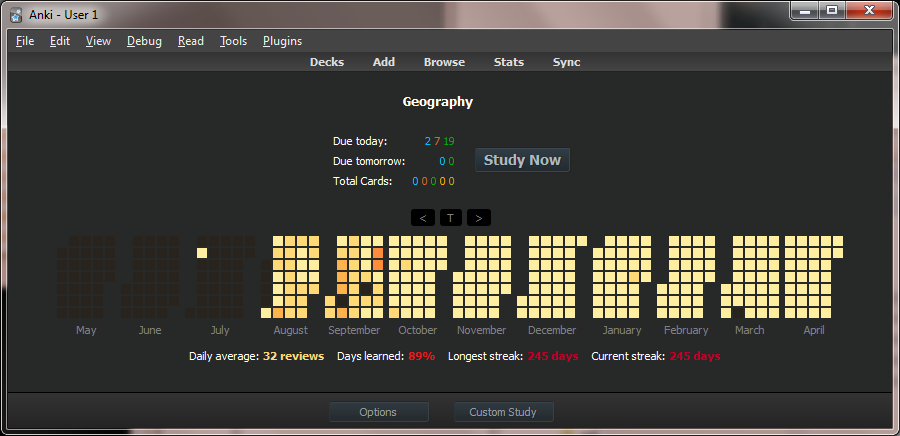 Anki - User 1
File Edit View Debug Read Tools Plugins
Decks Add Browse Stats Sync
Geography
Due today: 2 7 19
Study Now
Due tomorrow: 0 0
Total Cards: 0 0 0 0 0
< T >
May June July August September October November December January February March April
Daily average: 32 reviews Days learned: 89% Longest streak: 245 days Current streak: 245 days
Options Custom Study